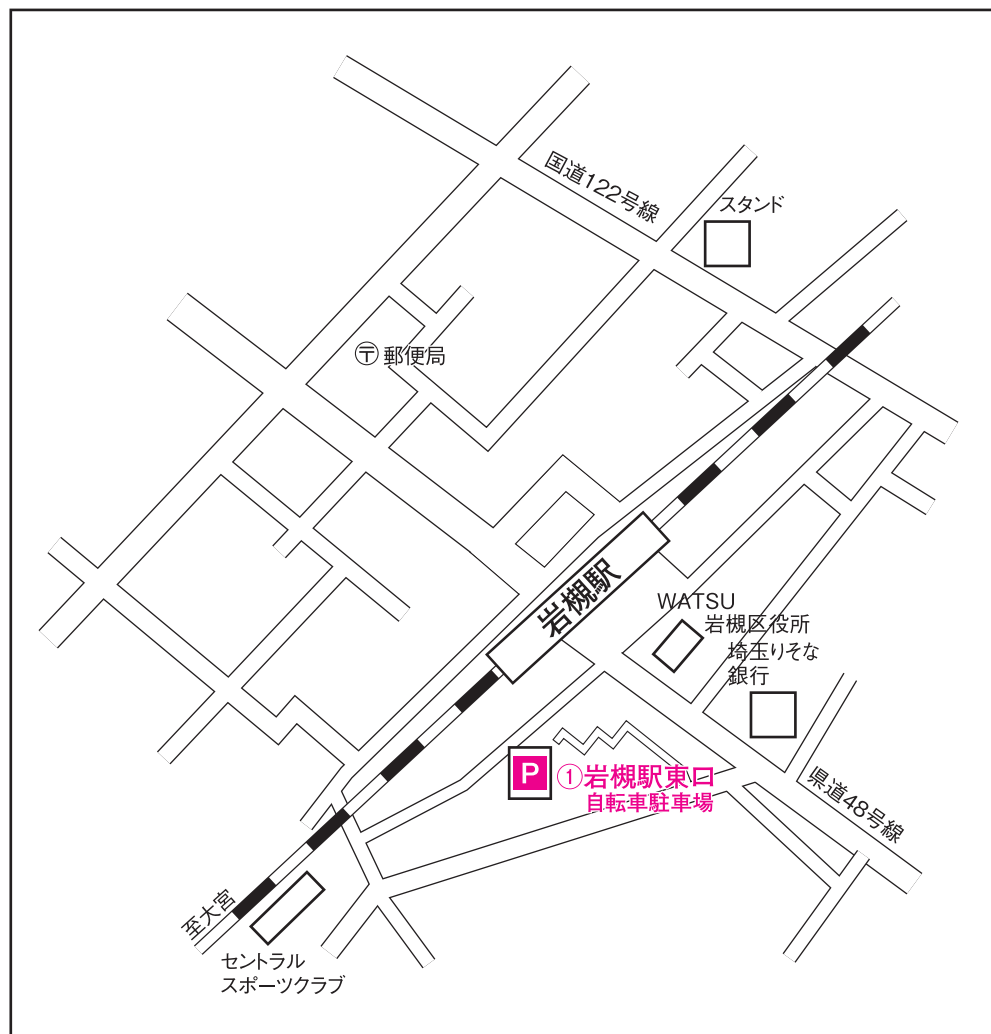 国道122号線
スタンド
〒郵便局
岩槻駅
WATSU
岩槻区役所
埼玉りそな
銀行
P
①岩槻駅東口
自転車駐車場
県道48号線
至大宮
セントラル
スポーツクラブ